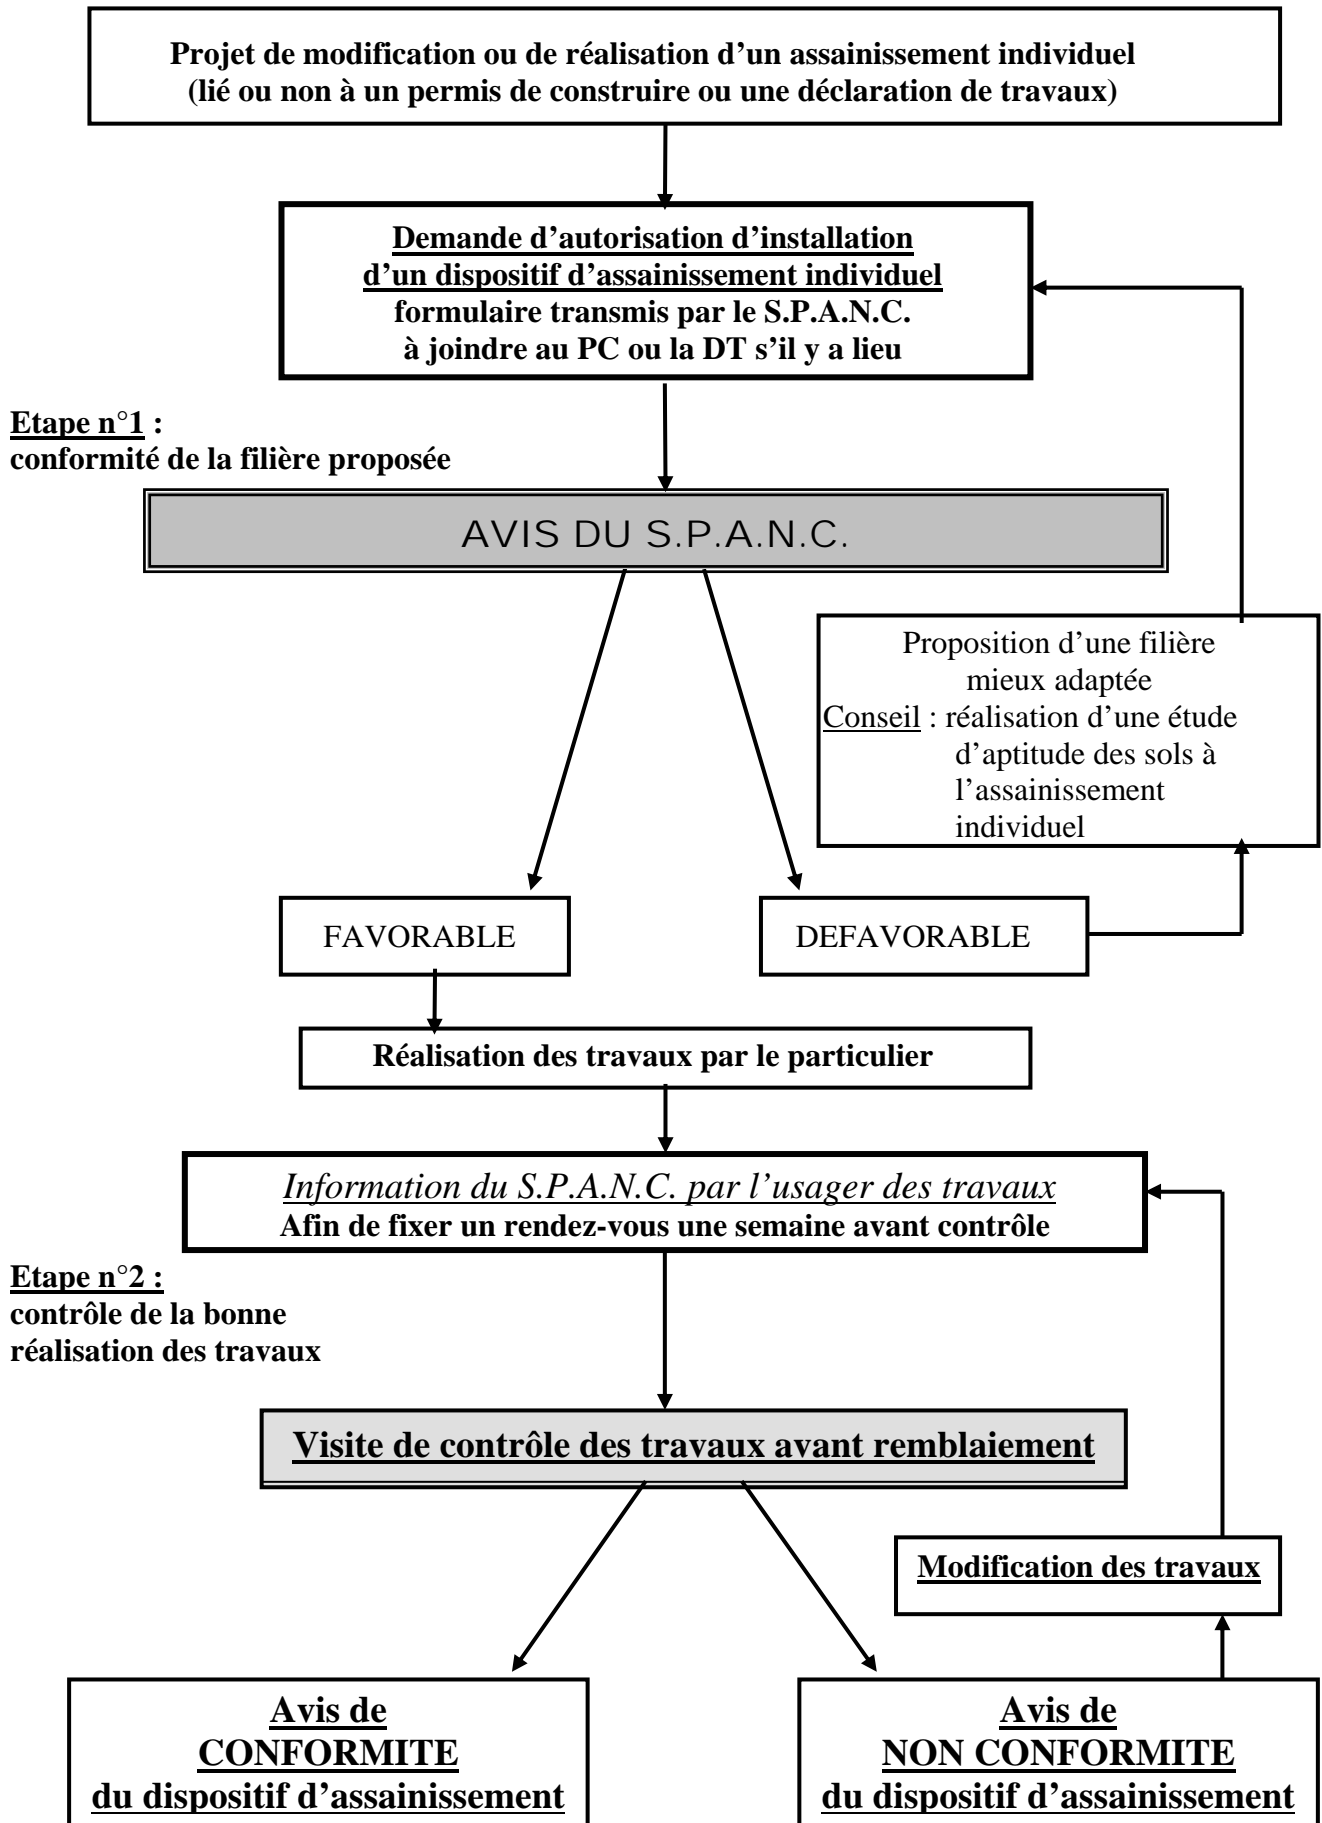 Projet de modification ou de réalisation d’un assainissement individuel
(lié ou non à un permis de construire ou une déclaration de travaux)
Demande d’autorisation d’installation
d’un dispositif d’assainissement individuel
formulaire transmis par le S.P.A.N.C.
à joindre au PC ou la DT s’il y a lieu
Etape n°1 :
conformité de la filière proposée
AVIS DU S.P.A.N.C.
Proposition d’une filière
mieux adaptée
Conseil : réalisation d’une étude
d’aptitude des sols à
l’assainissement
individuel
FAVORABLE
DEFAVORABLE
Réalisation des travaux par le particulier
Information du S.P.A.N.C. par l’usager des travaux
Afin de fixer un rendez-vous une semaine avant contrôle
Etape n°2 :
contrôle de la bonne
réalisation des travaux
Visite de contrôle des travaux avant remblaiement
Modification des travaux
Avis de
CONFORMITE
du dispositif d’assainissement
Avis de
NON CONFORMITE
du dispositif d’assainissement